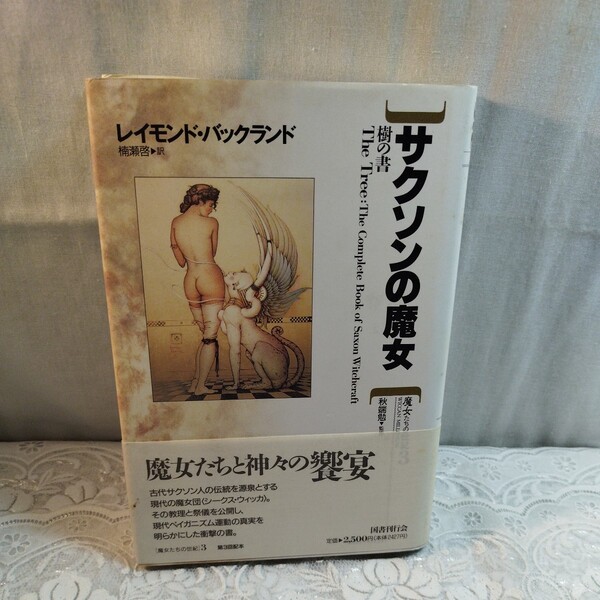 サクソンの魔女
樹の書
The Tree:The Complete Book of Saxon Witchcraft
レイモンド・バックランド
楠瀬啓▶訳
魔女たちの
秋端勉▶監
3
魔女たちと神々の饗宴
古代サクソン人の伝統を源泉とする
現代の魔女団〈シークス・ウィッカ〉。
その教理と祭儀を公開し、
現代ペイガニズム運動の真実を
明らかにした衝撃の書。
[魔女たちの世紀]3 第3回配本
国書刊行会
定価▶2,500円(本体2427円)